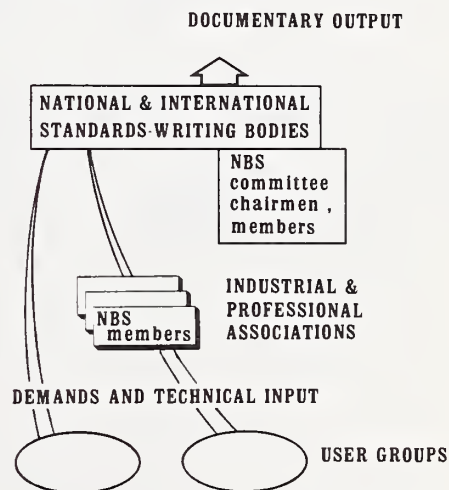 DOCUMENTARY OUTPUT
NATIONAL & INTERNATIONAL
STANDARDS-WRITING BODIES
NBS
committee
chairmen,
members
INDUSTRIAL &
PROFESSIONAL
ASSOCIATIONS
NBS
members
DEMANDS AND TECHNICAL INPUT
USER GROUPS